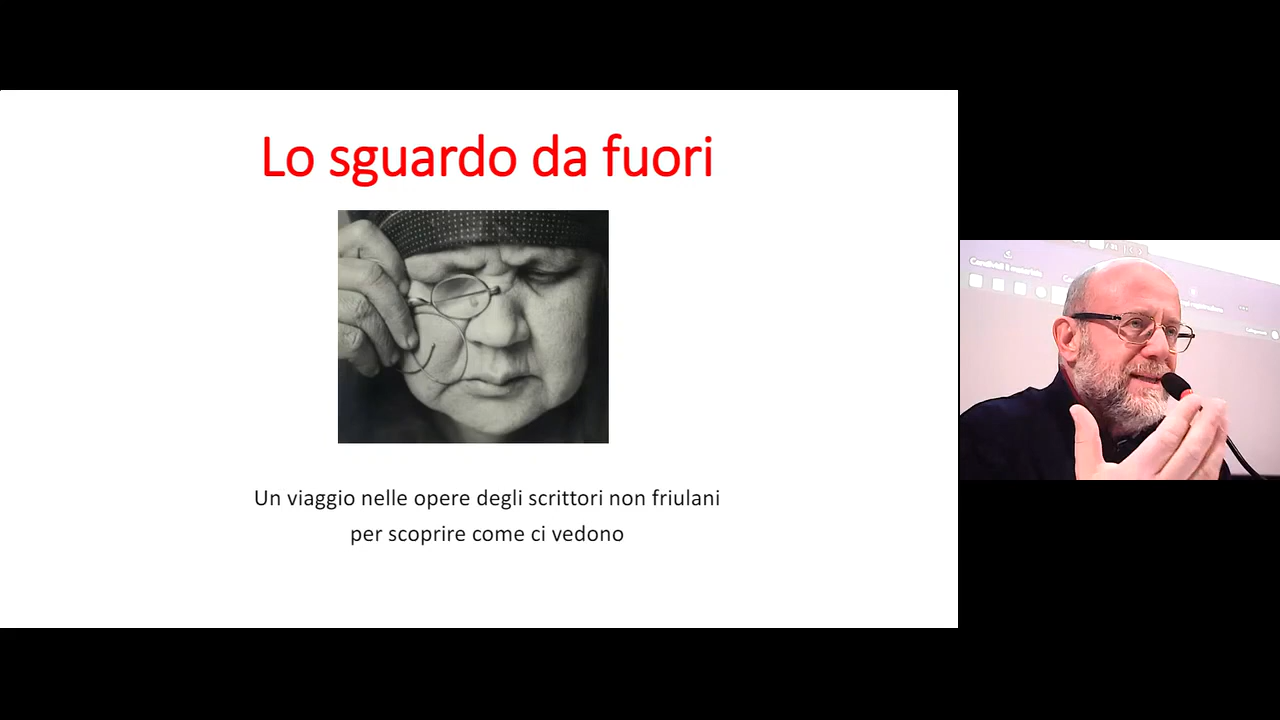 Lo sguardo da fuori
Un viaggio nelle opere degli scrittori non friulani
per scoprire come ci vedono